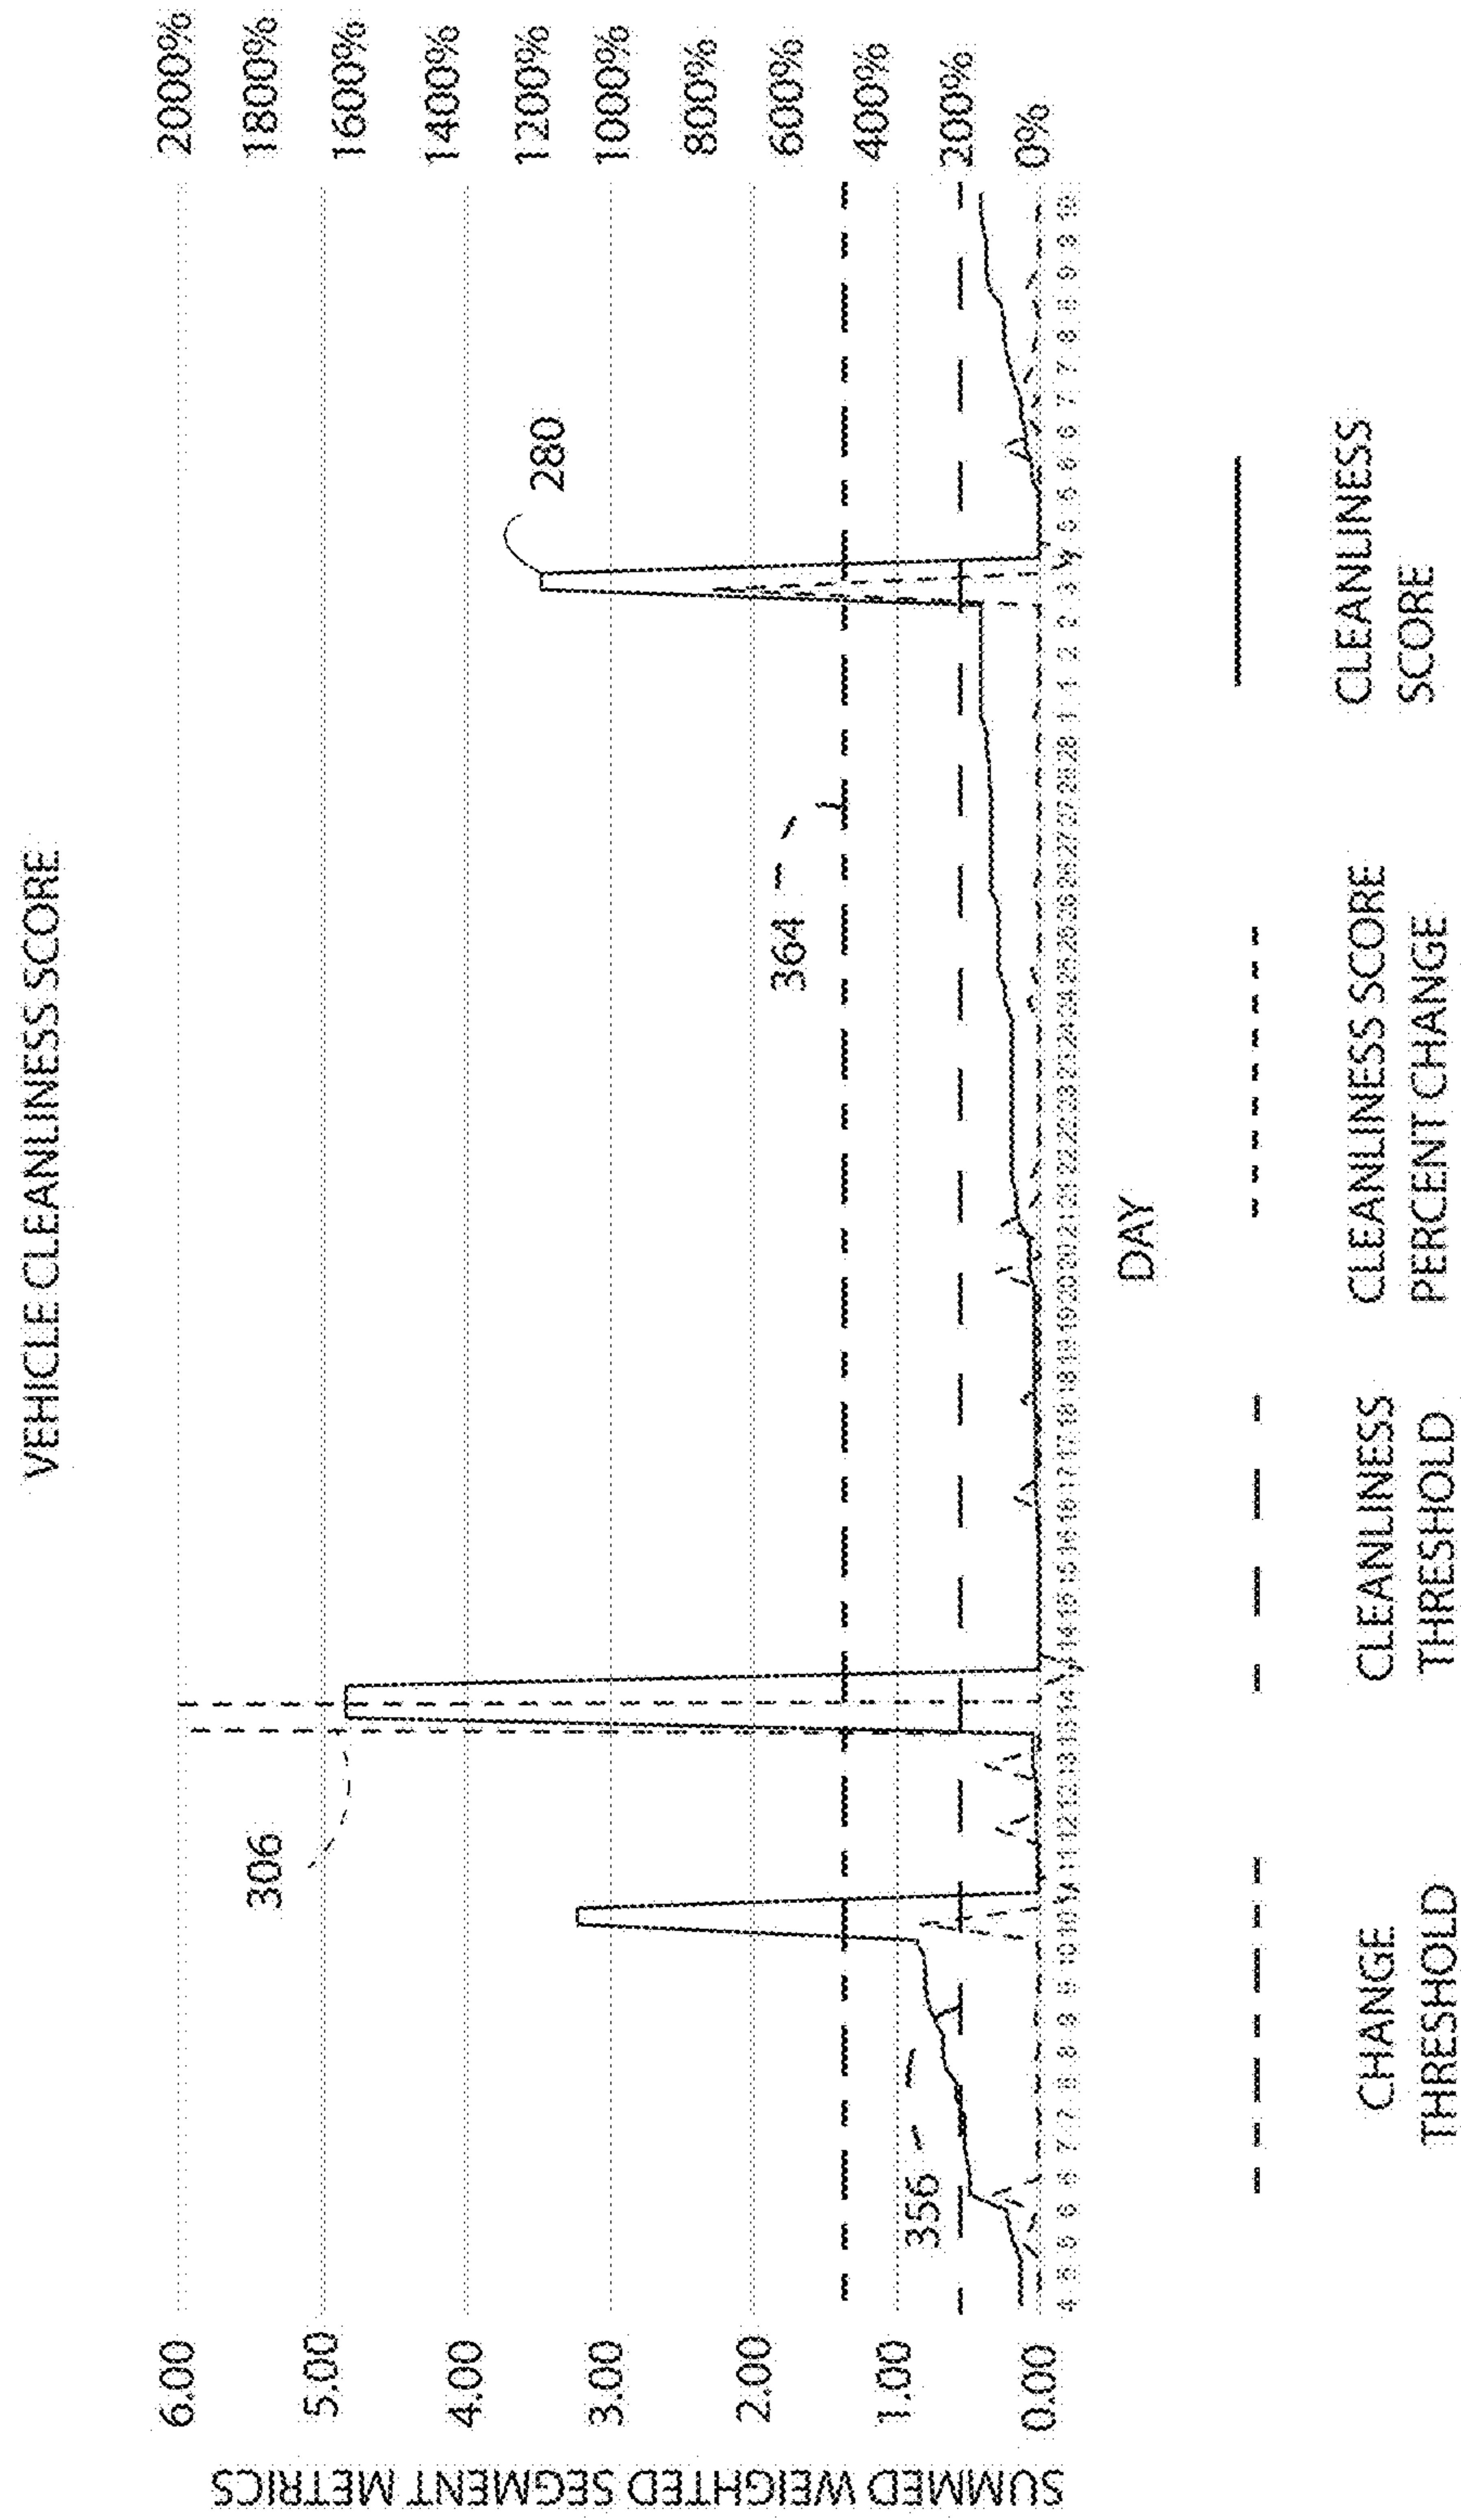 VEHICLE CLEANLINESS SCORE
SUMMED WEIGHTED SEGMENT METRICS
6.00
5.00
4.00
3.00
2.00
1.00
0.00
2000%
1800%
1600%
1400%
1200%
1000%
800%
600%
400%
200%
0%
306
280
364
356
DAY
CHANGE
THRESHOLD
CLEANLINESS
THRESHOLD
CLEANLINESS SCORE
PERCENT CHANGE
CLEANLINESS
SCORE